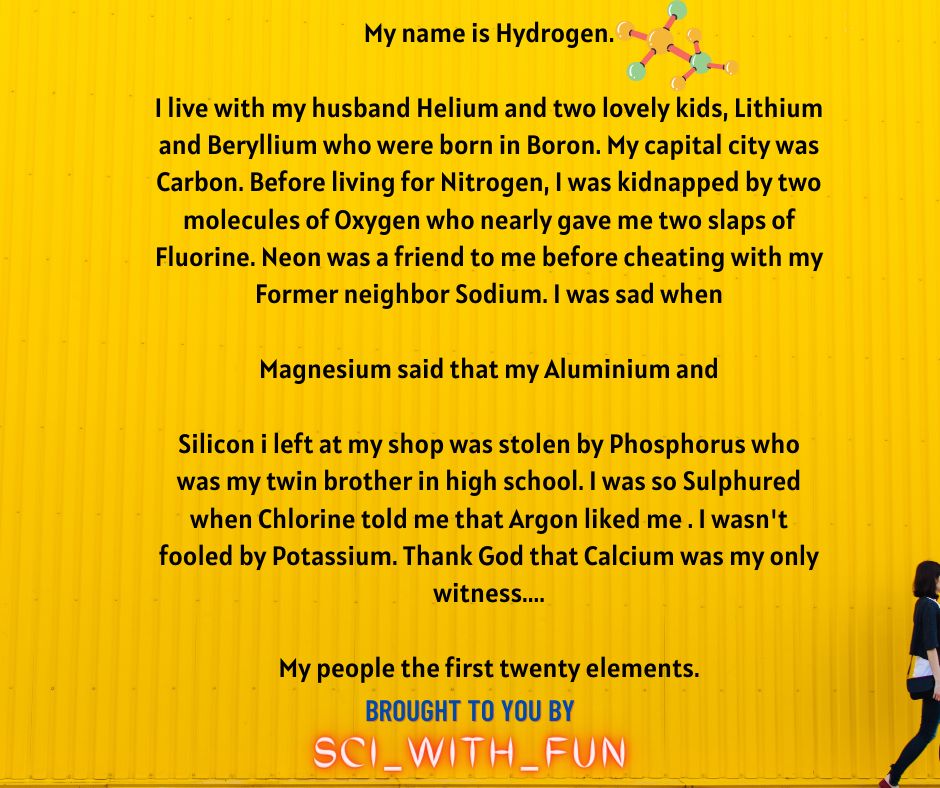 My name is Hydrogen.
I live with my husband Helium and two lovely kids, Lithium
and Beryllium who were born in Boron. My capital city was
Carbon. Before living for Nitrogen, I was kidnapped by two
molecules of Oxygen who nearly gave me two slaps of
Fluorine. Neon was a friend to me before cheating with my
Former neighbor Sodium. I was sad when
Magnesium said that my Aluminium and
Silicon i left at my shop was stolen by Phosphorus who
was my twin brother in high school. I was so Sulphured
when Chlorine told me that Argon liked me . I wasn't
fooled by Potassium. Thank God that Calcium was my only
witness....
My people the first twenty elements.
BROUGHT TO YOU BY
SCI_WITH_FUN